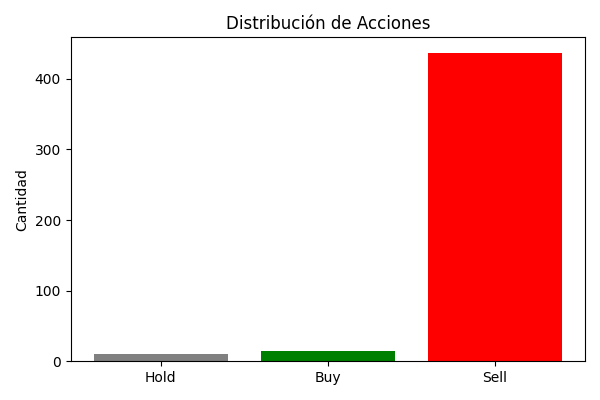 Distribución de Acciones
Cantidad
400
300
200
100
0
Hold
Buy
Sell